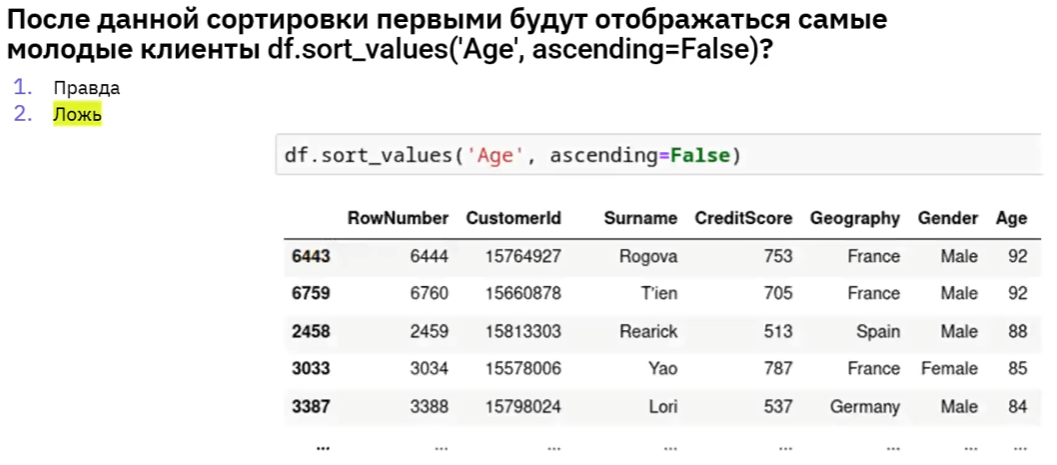 После данной сортировки первыми будут отображаться самые
молодые клиенты df.sort_values('Age', ascending=False)?
1. Правда
2. Ложь
df.sort_values('Age', ascending=False)
RowNumber CustomerId Surname CreditScore Geography Gender Age
6443 6444 15764927 Rogova 753 France Male 92
6759 6760 15660878 T'ien 705 France Male 92
2458 2459 15813303 Rearick 513 Spain Male 88
3033 3034 15578006 Yao 787 France Female 85
3387 3388 15798024 Lori 537 Germany Male 84
... ... ... ... ... ... ... ...